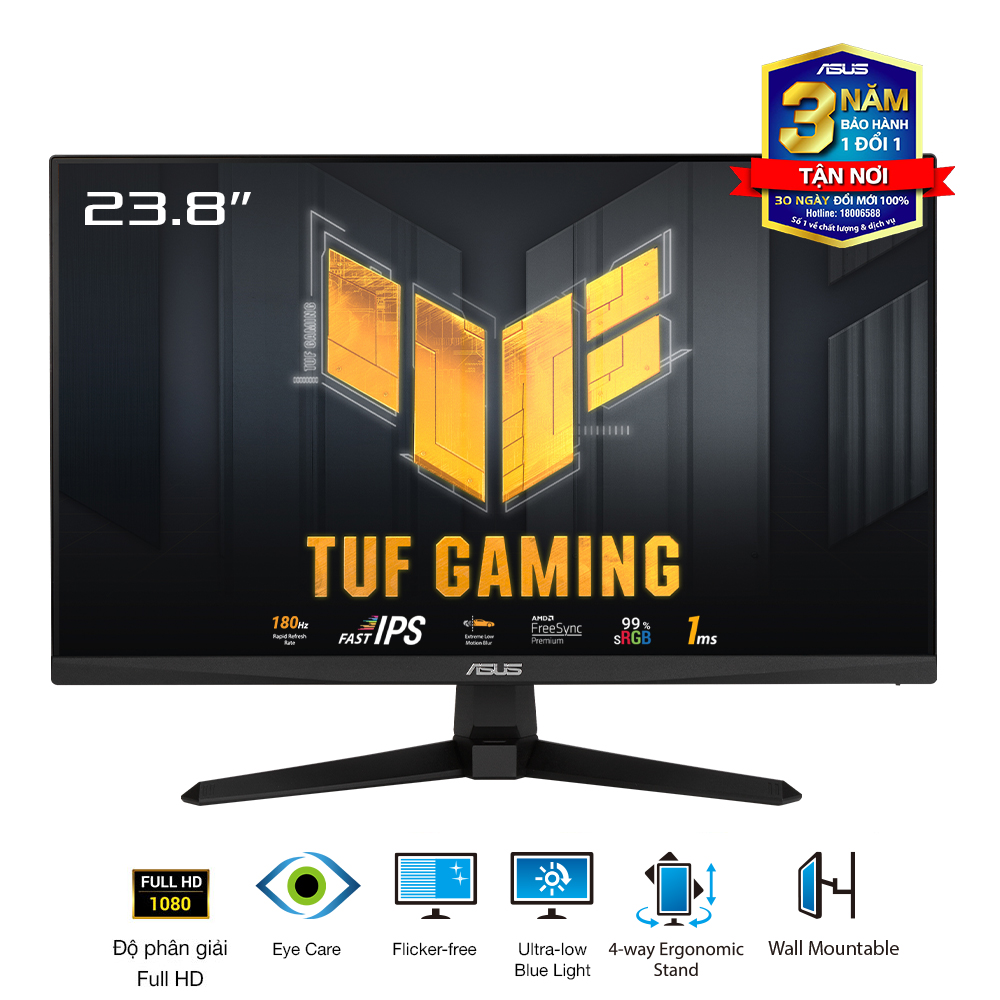 ASUS
3 NĂM
BẢO HÀNH
1 ĐỔI 1
TẬN NƠI
30 NGÀY ĐỔI MỚI 100%
Hotline: 18006588
Số 1 về chất lượng & dịch vụ
23.8"
TUF GAMING
TUF GAMING
180Hz
Rapid Refresh
Rate
FAST IPS
Extreme Low
Motion Blur
AMD
FreeSync
Premium
99%
sRGB
1ms
ASUS
FULL HD
1080
Độ phân giải
Full HD
Eye Care
Flicker-free
Ultra-low
Blue Light
4-way Ergonomic
Stand
Wall Mountable